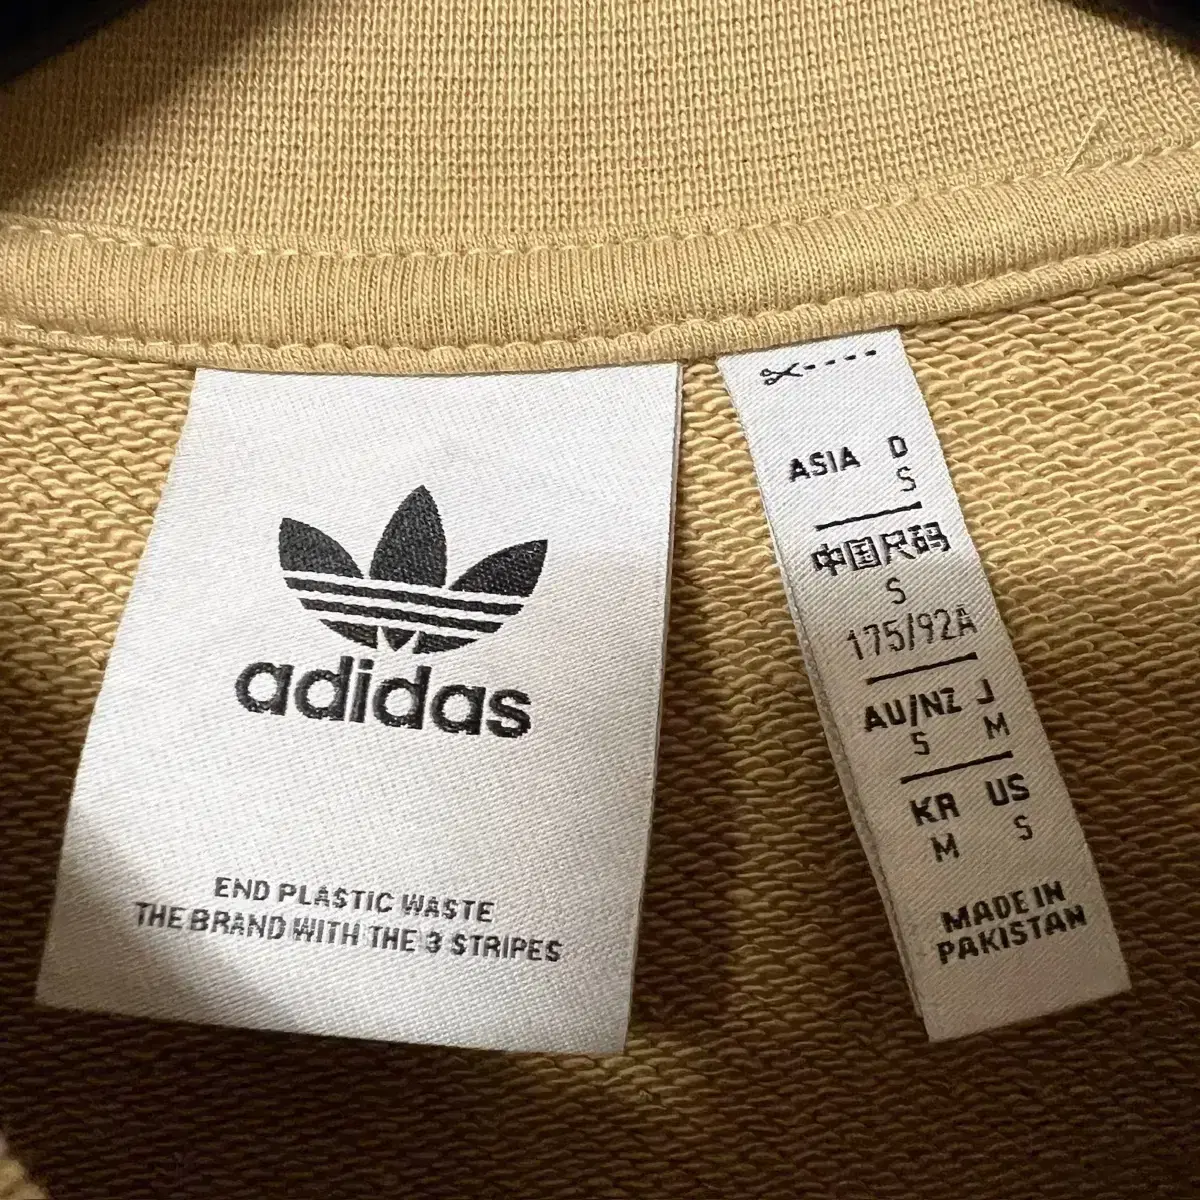 adidas
END PLASTIC WASTE
THE BRAND WITH THE 3 STRIPES
ASIA D
S
中国尺码
S
175/92A
AU/NZ J
S M
KR US
M S
MADE IN
PAKISTAN